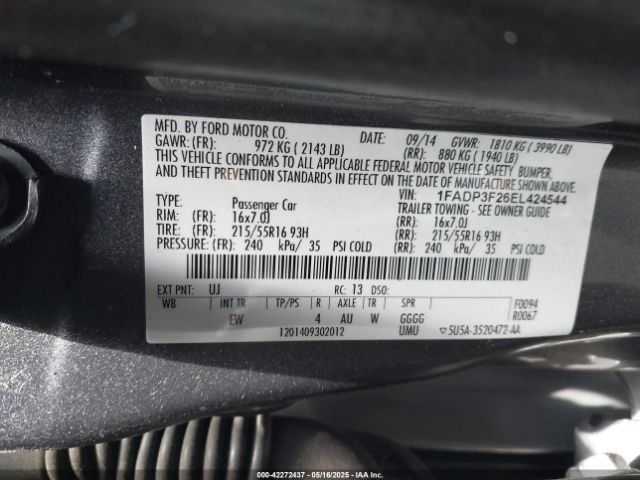 MFD. BY FORD MOTOR CO. DATE: 09/14 GVWR: 1810 KG ( 3990 LB)
GAWR: (FR): 972 KG ( 2143 LB) (RR): 880 KG ( 1940 LB)
THIS VEHICLE CONFORMS TO ALL APPLICABLE FEDERAL MOTOR VEHICLE SAFETY BUMPER,
AND THEFT PREVENTION STANDARDS IN EFFECT ON THE DATE OF MANUFACTURE SHOWN ABOVE.
VIN: 1FADP3F26EL424544
TYPE: Passenger Car TRAILER TOWING - SEE OWNER GUIDE
RIM: (FR): 16x7.0J (RR): 16x7.0J
TIRE: (FR): 215/55R16 93H (RR): 215/55R16 93H
PRESSURE: (FR): 240 kPa/ 35 PSI COLD (RR): 240 kPa/ 35 PSI COLD
EXT PNT: UJ RC: 13 DSO:
WB INT TR TP/PS R AXLE TR SPR F0094
EW 4 AU W GGGG R0067
1201409302012 UMU ▽5U5A-3520472-AA
000-42272437 - 05/16/2025 - IAA Inc.